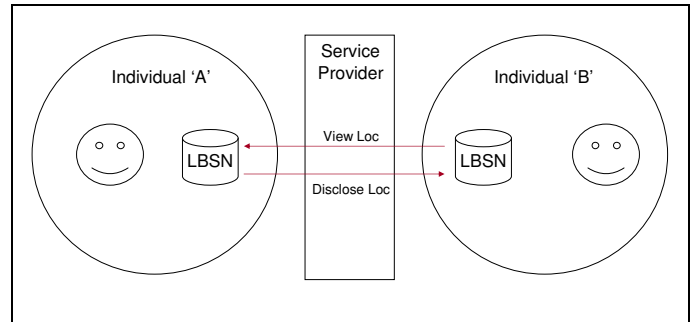 Service
Provider
Individual ‘A’
Individual ‘B’
View Loc
LBSN
LBSN
Disclose Loc